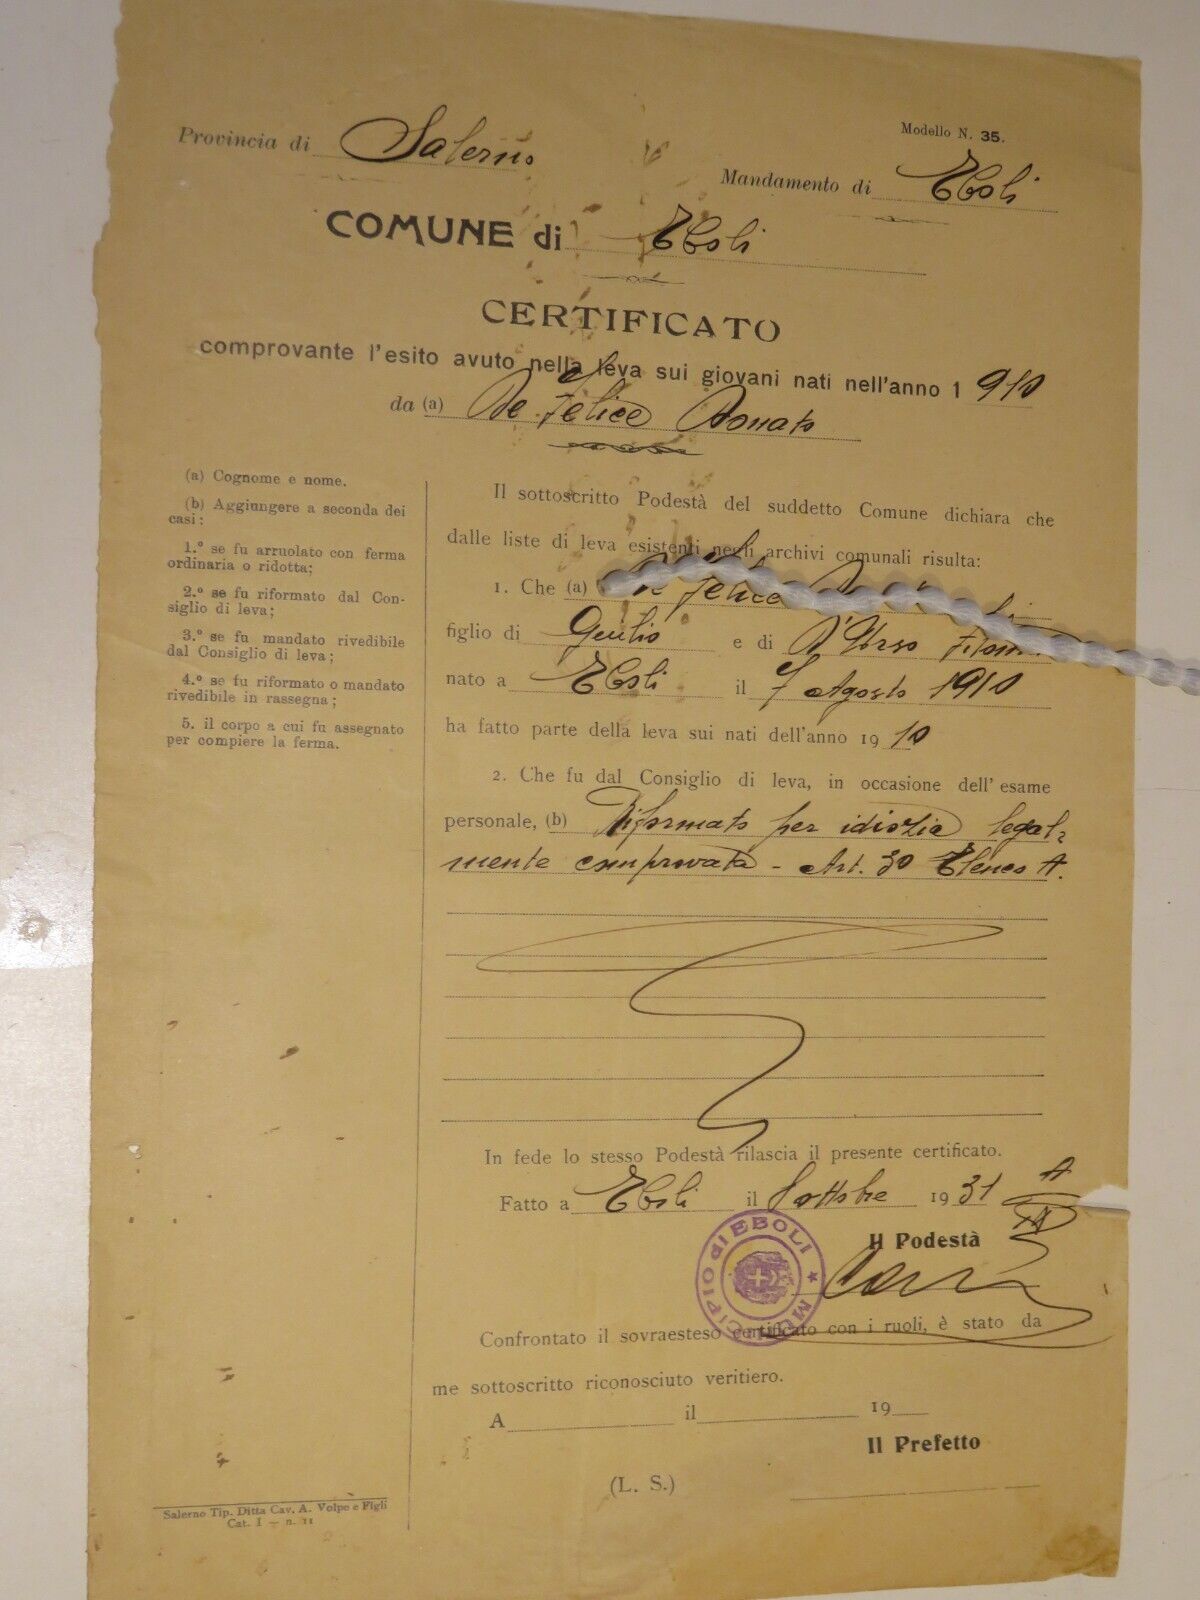 Modello N. 35.
Provincia di Salerno
Mandamento di Eboli
COMUNE di Eboli
CERTIFICATO
comprovante l'esito avuto nella leva sui giovani nati nell'anno 1 910
da (a) De Felice Donato
(a) Cognome e nome.
(b) Aggiungere a seconda dei
casi:
1.º se fu arruolato con ferma
ordinaria o ridotta;
2.º se fu riformato dal Con-
siglio di leva;
3.º se fu mandato rivedibile
dal Consiglio di leva;
4.º se fu riformato o mandato
rivedibile in rassegna;
5. il corpo a cui fu assegnato
per compiere la ferma.
Il sottoscritto Podestà del suddetto Comune dichiara che
dalle liste di leva esistenti negli archivi comunali risulta:
1. Che (a) De Felice
figlio di Giulio e di D'Urso
nato a Eboli il 7 Agosto 1910
ha fatto parte della leva sui nati dell'anno 19 10
2. Che fu dal Consiglio di leva, in occasione dell'esame
personale, (b) Riformato per idiozia legal=
mente comprovata - Art. 30 Elenco A.
In fede lo stesso Podestà rilascia il presente certificato.
Fatto a Eboli il ottobre 1931 A
IX
Il Podestà
MUNICIPIO di EBOLI
Confrontato il sovraesteso certificato con i ruoli, è stato da
me sottoscritto riconosciuto veritiero.
A il 19
Il Prefetto
(L. S.)
Salerno Tip. Ditta Cav. A. Volpe e Figli
Cat. I — n. 11